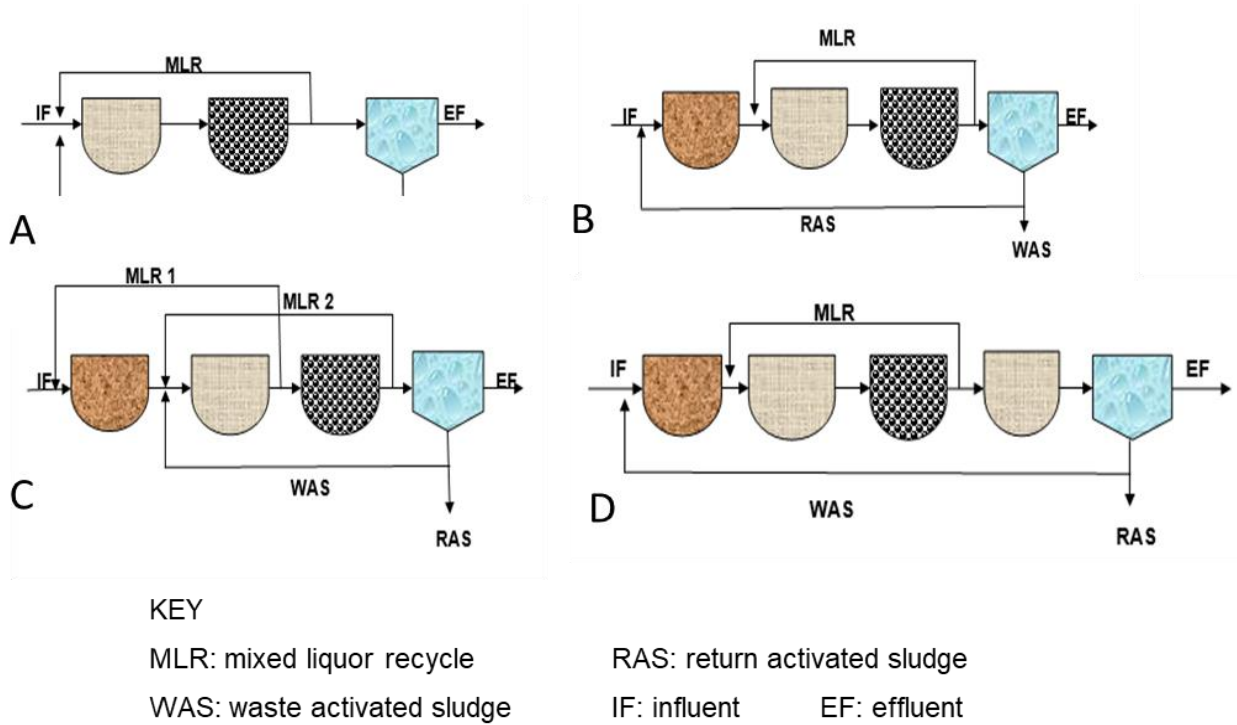 MLR
IF
EF
A
MLR
IF
EF
RAS
B
WAS
MLR 1
MLR 2
IF
EF
WAS
C
RAS
MLR
IF
EF
WAS
D
RAS
KEY
MLR: mixed liquor recycle
RAS: return activated sludge
WAS: waste activated sludge
IF: influent
EF: effluent